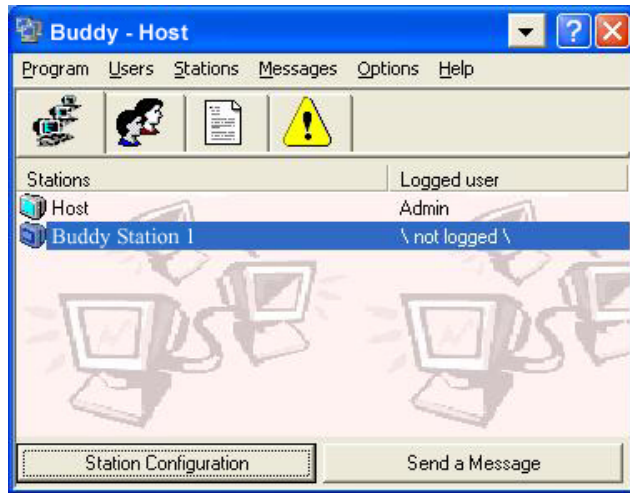 Buddy - Host
Program Users Stations Messages Options Help
Stations Logged user
Host Admin
Buddy Station 1 \ not logged \
Station Configuration Send a Message